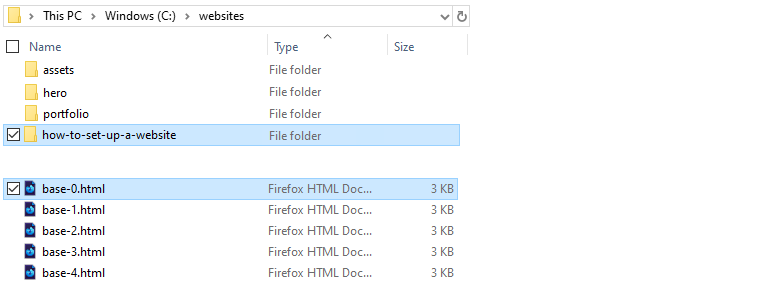 This PC > Windows (C:) > websites
Name Type Size
assets File folder
hero File folder
portfolio File folder
how-to-set-up-a-website File folder
base-0.html Firefox HTML Doc... 3 KB
base-1.html Firefox HTML Doc... 3 KB
base-2.html Firefox HTML Doc... 3 KB
base-3.html Firefox HTML Doc... 3 KB
base-4.html Firefox HTML Doc... 3 KB